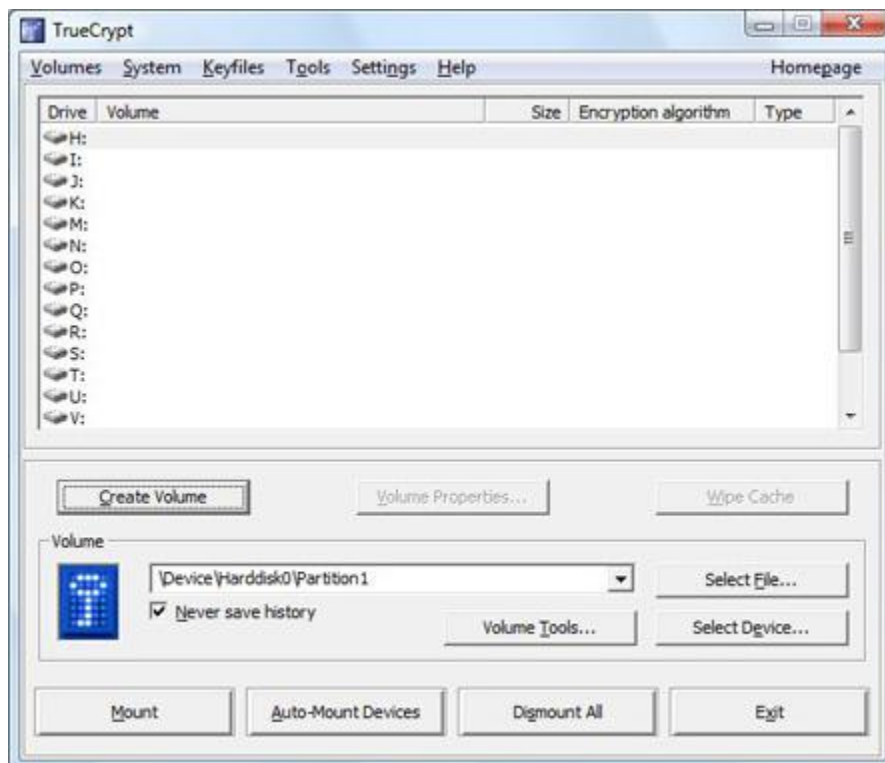 TrueCrypt
Volumes System Keyfiles Tools Settings Help Homepage
Drive Volume Size Encryption algorithm Type
H:
I:
J:
K:
M:
N:
O:
P:
Q:
R:
S:
T:
U:
V:
Create Volume Volume Properties... Wipe Cache
Volume
\Device\Harddisk0\Partition1 Select File...
Never save history
Volume Tools... Select Device...
Mount Auto-Mount Devices Dismount All Exit